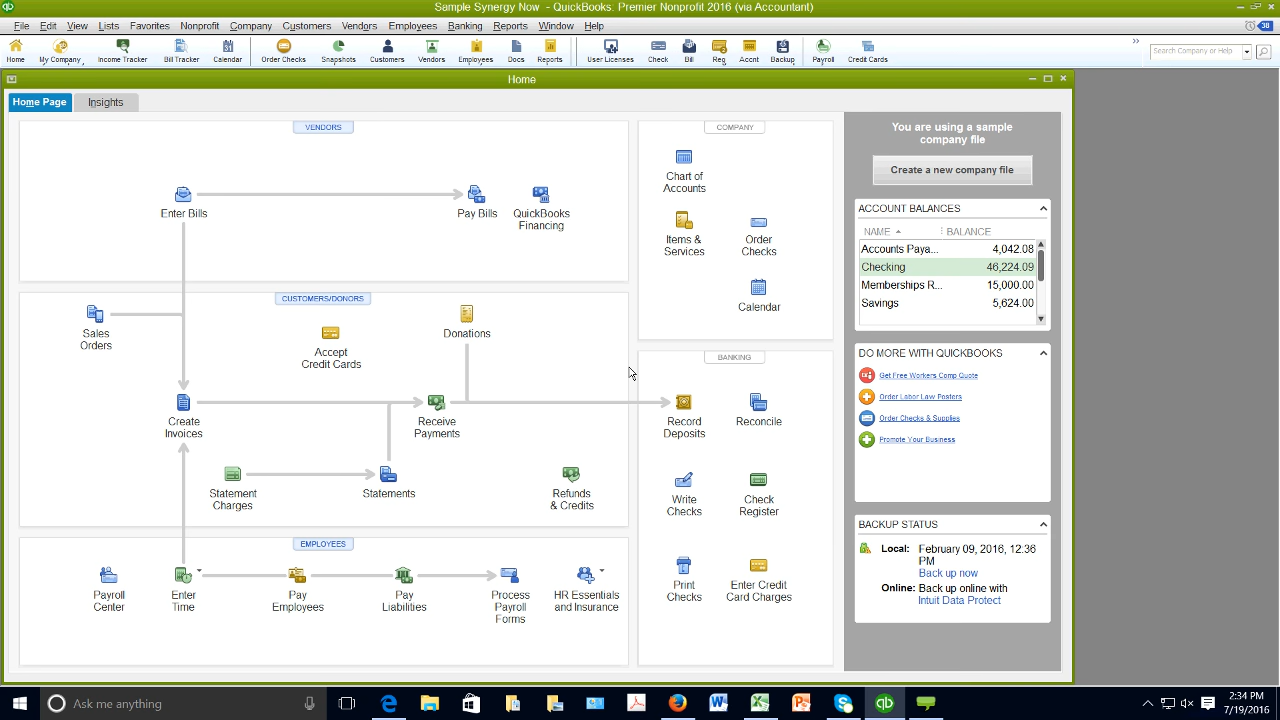 Sample Synergy Now - QuickBooks: Premier Nonprofit 2016 (via Accountant)
File Edit View Lists Favorites Nonprofit Company Customers Vendors Employees Banking Reports Window Help
38
Home My Company Income Tracker Bill Tracker Calendar Order Checks Snapshots Customers Vendors Employees Docs Reports User Licenses Check Bill Reg Accnt Backup Payroll Credit Cards
Search Company or Help
Home
Home Page Insights
VENDORS
Enter Bills
Pay Bills
QuickBooks
Financing
CUSTOMERS/DONORS
Sales
Orders
Accept
Credit Cards
Donations
Create
Invoices
Receive
Payments
Statement
Charges
Statements
Refunds
& Credits
EMPLOYEES
Payroll
Center
Enter
Time
Pay
Employees
Pay
Liabilities
Process
Payroll
Forms
HR Essentials
and Insurance
COMPANY
Chart of
Accounts
Items &
Services
Order
Checks
Calendar
BANKING
Record
Deposits
Reconcile
Write
Checks
Check
Register
Print
Checks
Enter Credit
Card Charges
You are using a sample
company file
Create a new company file
ACCOUNT BALANCES
NAME BALANCE
Accounts Paya... 4,042.08
Checking 46,224.09
Memberships R... 15,000.00
Savings 5,624.00
DO MORE WITH QUICKBOOKS
Get Free Workers Comp Quote
Order Labor Law Posters
Order Checks & Supplies
Promote Your Business
BACKUP STATUS
Local: February 09, 2016, 12:36
PM
Back up now
Online: Back up online with
Intuit Data Protect
Ask me anything
2:34 PM
7/19/2016